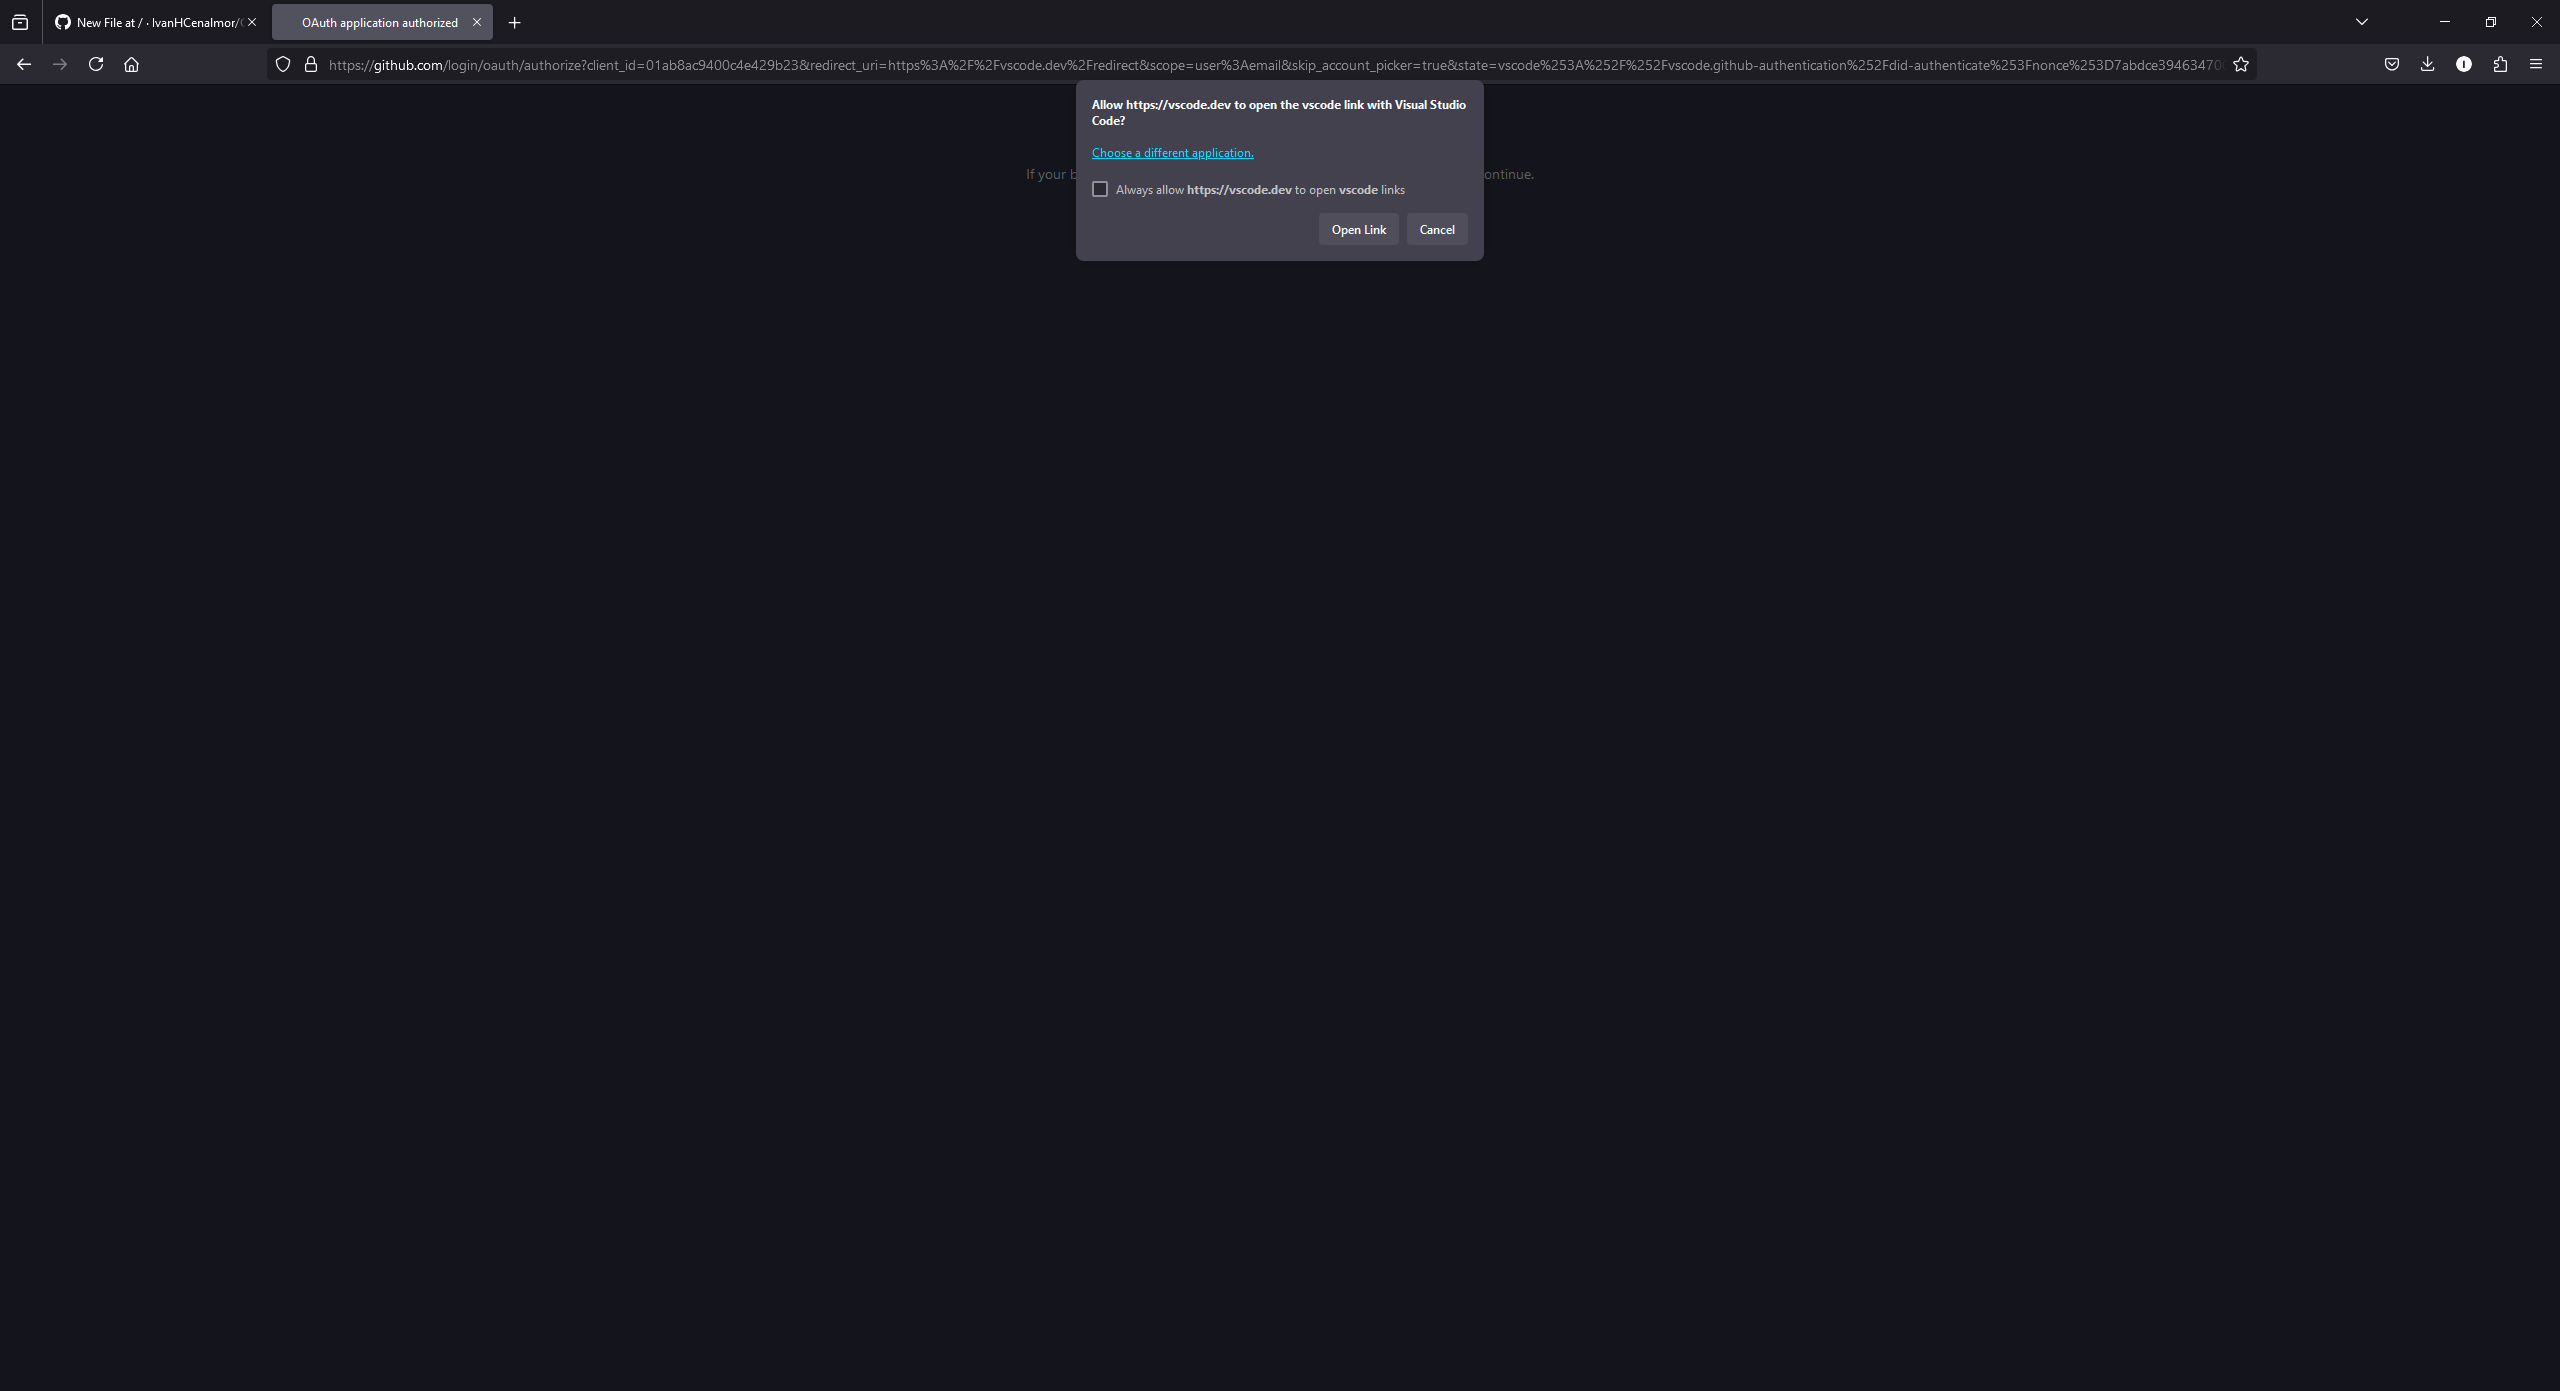 New File at / · IvanHCenalmor/
OAuth application authorized
https://github.com/login/oauth/authorize?client_id=01ab8ac9400c4e429b23&redirect_uri=https%3A%2F%2Fvscode.dev%2Fredirect&scope=user%3Aemail&skip_account_picker=true&state=vscode%253A%252F%252Fvscode.github-authentication%252Fdid-authenticate%253Fnonce%253D7abdce39463470
Allow https://vscode.dev to open the vscode link with Visual Studio
Code?
Choose a different application.
If your b
ontinue.
Always allow https://vscode.dev to open vscode links
Open Link
Cancel